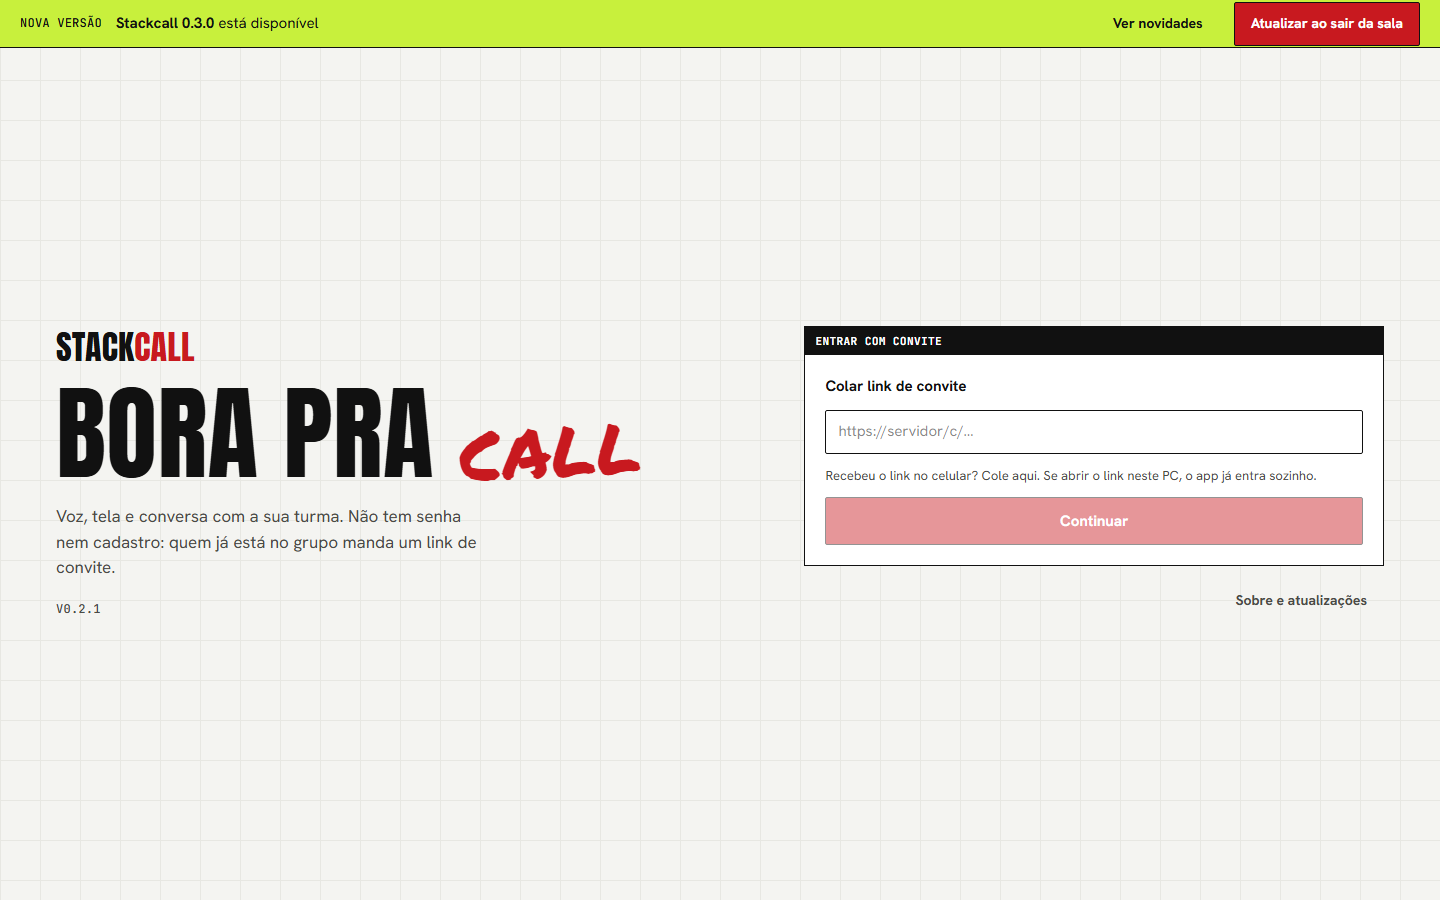 NOVA VERSÃO Stackcall 0.3.0 está disponível Ver novidades Atualizar ao sair da sala
STACKCALL
BORA PRA CALL
Voz, tela e conversa com a sua turma. Não tem senha
nem cadastro: quem já está no grupo manda um link de
convite.
V0.2.1
ENTRAR COM CONVITE
Colar link de convite
https://servidor/c/...
Recebeu o link no celular? Cole aqui. Se abrir o link neste PC, o app já entra sozinho.
Continuar
Sobre e atualizações